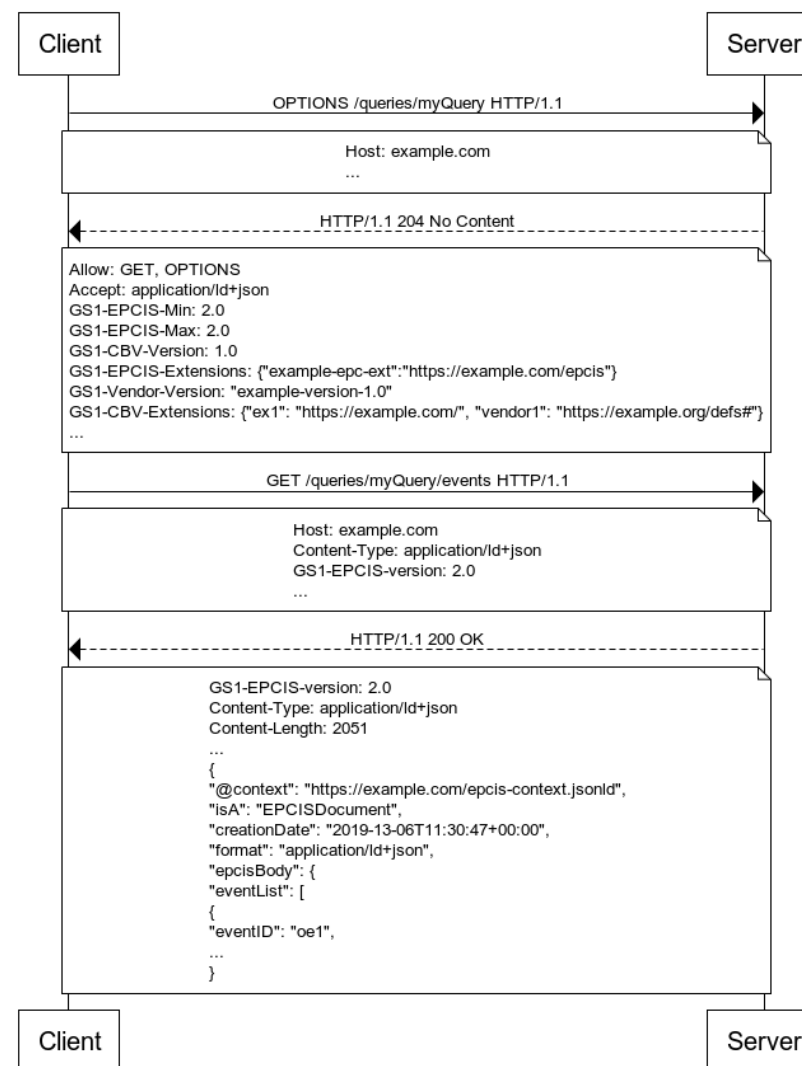 Client
Server
OPTIONS /queries/myQuery HTTP/1.1
Host: example.com
...
HTTP/1.1 204 No Content
Allow: GET, OPTIONS
Accept: application/ld+json
GS1-EPCIS-Min: 2.0
GS1-EPCIS-Max: 2.0
GS1-CBV-Version: 1.0
GS1-EPCIS-Extensions: {"example-epc-ext":"https://example.com/epcis"}
GS1-Vendor-Version: "example-version-1.0"
GS1-CBV-Extensions: {"ex1": "https://example.com/", "vendor1": "https://example.org/defs#"}
...
GET /queries/myQuery/events HTTP/1.1
Host: example.com
Content-Type: application/ld+json
GS1-EPCIS-version: 2.0
...
HTTP/1.1 200 OK
GS1-EPCIS-version: 2.0
Content-Type: application/ld+json
Content-Length: 2051
...
{
"@context": "https://example.com/epcis-context.jsonld",
"isA": "EPCISDocument",
"creationDate": "2019-13-06T11:30:47+00:00",
"format": "application/ld+json",
"epcisBody": {
"eventList": [
{
"eventID": "oe1",
...
}
Client
Server